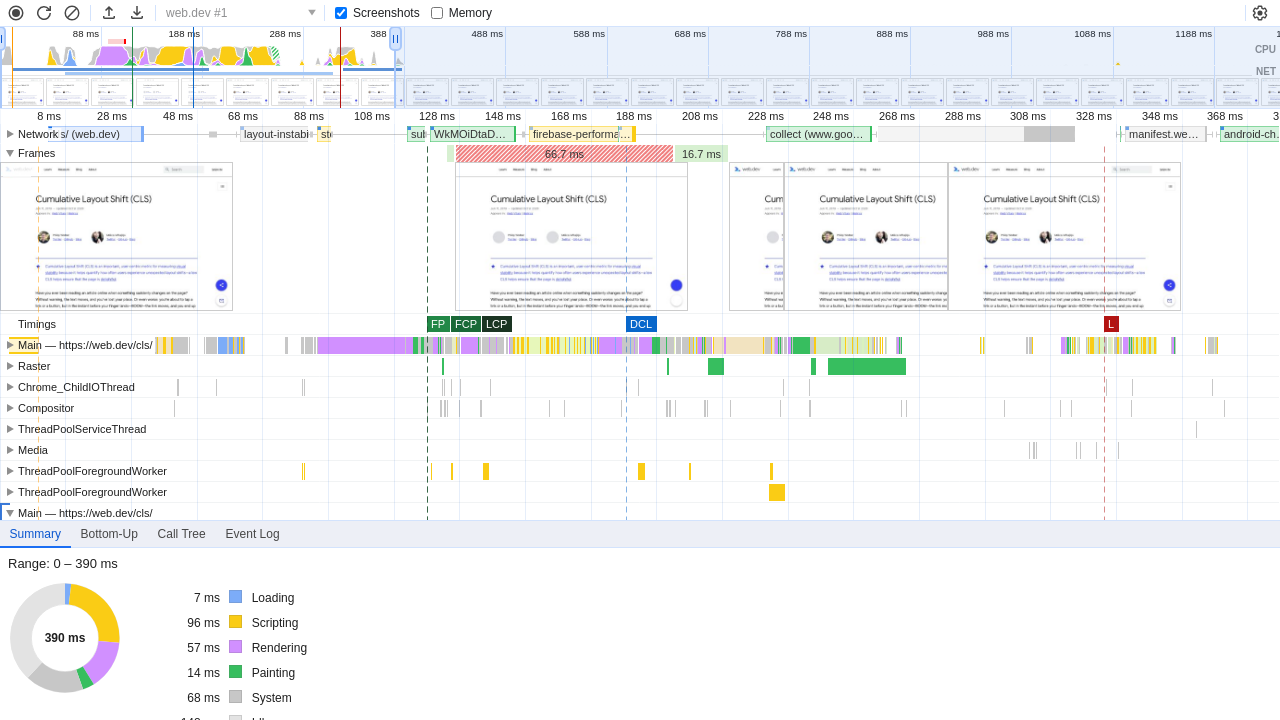 web.dev #1
Screenshots
Memory
88 ms
188 ms
288 ms
388
488 ms
588 ms
688 ms
788 ms
888 ms
988 ms
1088 ms
1188 ms
CPU
NET
8 ms
28 ms
48 ms
68 ms
88 ms
108 ms
128 ms
148 ms
168 ms
188 ms
208 ms
228 ms
248 ms
268 ms
288 ms
308 ms
328 ms
348 ms
368 ms
Network
s/ (web.dev)
layout-instabi
WkMOiDtaD…
firebase-performa
collect (www.goo…
manifest.we…
android-ch
Frames
66.7 ms
16.7 ms
Cumulative Layout Shift (CLS)
Cumulative Layout Shift (CLS)
Cumulative Layout Shift (CLS)
Cumulative Layout Shift (CLS)
Timings
FP
FCP
LCP
DCL
L
Main — https://web.dev/cls/
Raster
Chrome_ChildIOThread
Compositor
ThreadPoolServiceThread
Media
ThreadPoolForegroundWorker
ThreadPoolForegroundWorker
Main — https://web.dev/cls/
Summary
Bottom-Up
Call Tree
Event Log
Range: 0 – 390 ms
390 ms
7 ms Loading
96 ms Scripting
57 ms Rendering
14 ms Painting
68 ms System